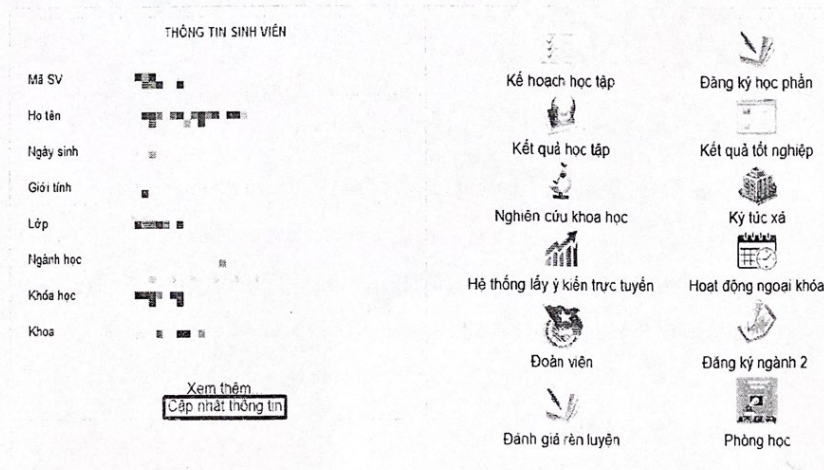 THÔNG TIN SINH VIÊN
Mã SV
Họ tên
Ngày sinh
Giới tính
Lớp
Ngành học
Khóa học
Khoa
Xem thêm
Cập nhật thông tin
Kế hoạch học tập
Đăng ký học phần
Kết quả học tập
Kết quả tốt nghiệp
Nghiên cứu khoa học
Ký túc xá
Hệ thống lấy ý kiến trực tuyến
Hoạt động ngoại khóa
Đoàn viên
Đăng ký ngành 2
Đánh giá rèn luyện
Phòng học